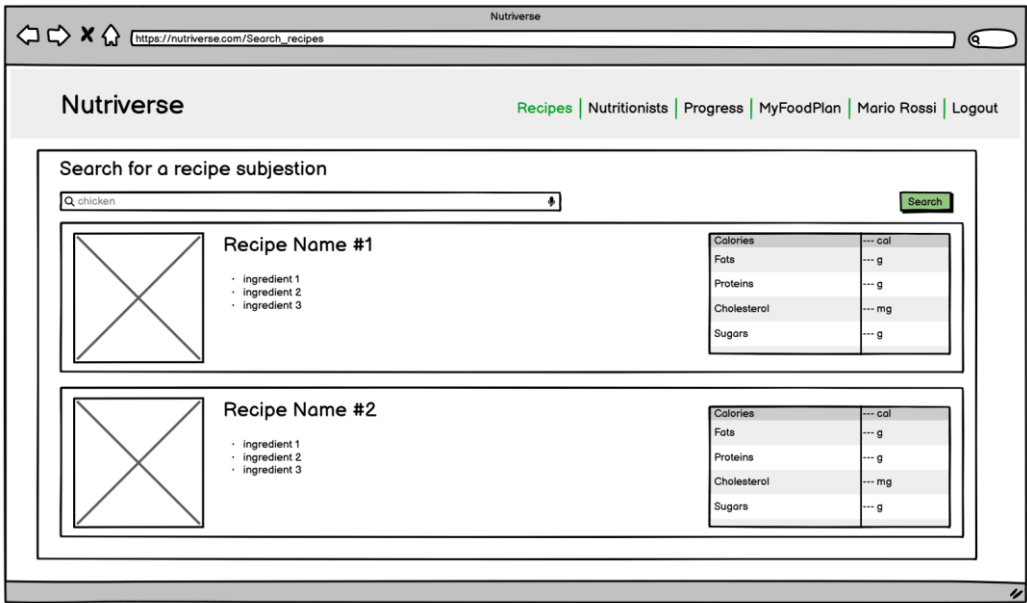 Nutriverse
https://nutriverse.com/Search_recipes
Nutriverse
Recipes | Nutritionists | Progress | MyFoodPlan | Mario Rossi | Logout
Search for a recipe subjestion
chicken
Search
Recipe Name #1
· ingredient 1
· ingredient 2
· ingredient 3
Calories --- cal
Fats --- g
Proteins --- g
Cholesterol --- mg
Sugars --- g
Recipe Name #2
· ingredient 1
· ingredient 2
· ingredient 3
Calories --- cal
Fats --- g
Proteins --- g
Cholesterol --- mg
Sugars --- g